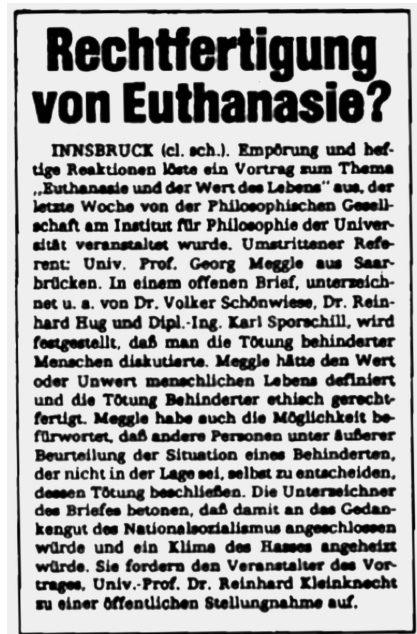 Rechtfertigung
von Euthanasie?
INNSBRUCK (cl. sch.). Empörung und hef-
tige Reaktionen löste ein Vortrag zum Thema
„Euthanasie und der Wert des Lebens" aus, der
letzte Woche von der Philosophischen Gesell-
schaft am Institut für Philosophie der Univer-
sität veranstaltet wurde. Umstrittener Refe-
rent: Univ. Prof. Georg Meggle aus Saar-
brücken. In einem offenen Brief, unterzeich-
net u. a. von Dr. Volker Schönwiese, Dr. Rein-
hard Hug und Dipl.-Ing. Karl Sporschill, wird
festgestellt, daß man die Tötung behinderter
Menschen diskutierte. Meggle hätte den Wert
oder Unwert menschlichen Lebens definiert
und die Tötung Behinderter ethisch gerecht-
fertigt. Meggle habe auch die Möglichkeit be-
fürwortet, daß andere Personen unter äußerer
Beurteilung der Situation eines Behinderten,
der nicht in der Lage sei, selbst zu entscheiden,
dessen Tötung beschließen. Die Unterzeichner
des Briefes betonen, daß damit an das Gedan-
kengut des Nationalsozialismus angeschlossen
würde und ein Klima des Hasses angeheizt
würde. Sie fordern den Veranstalter des Vor-
trages, Univ.-Prof. Dr. Reinhard Kleinknecht
zu einer öffentlichen Stellungnahme auf.